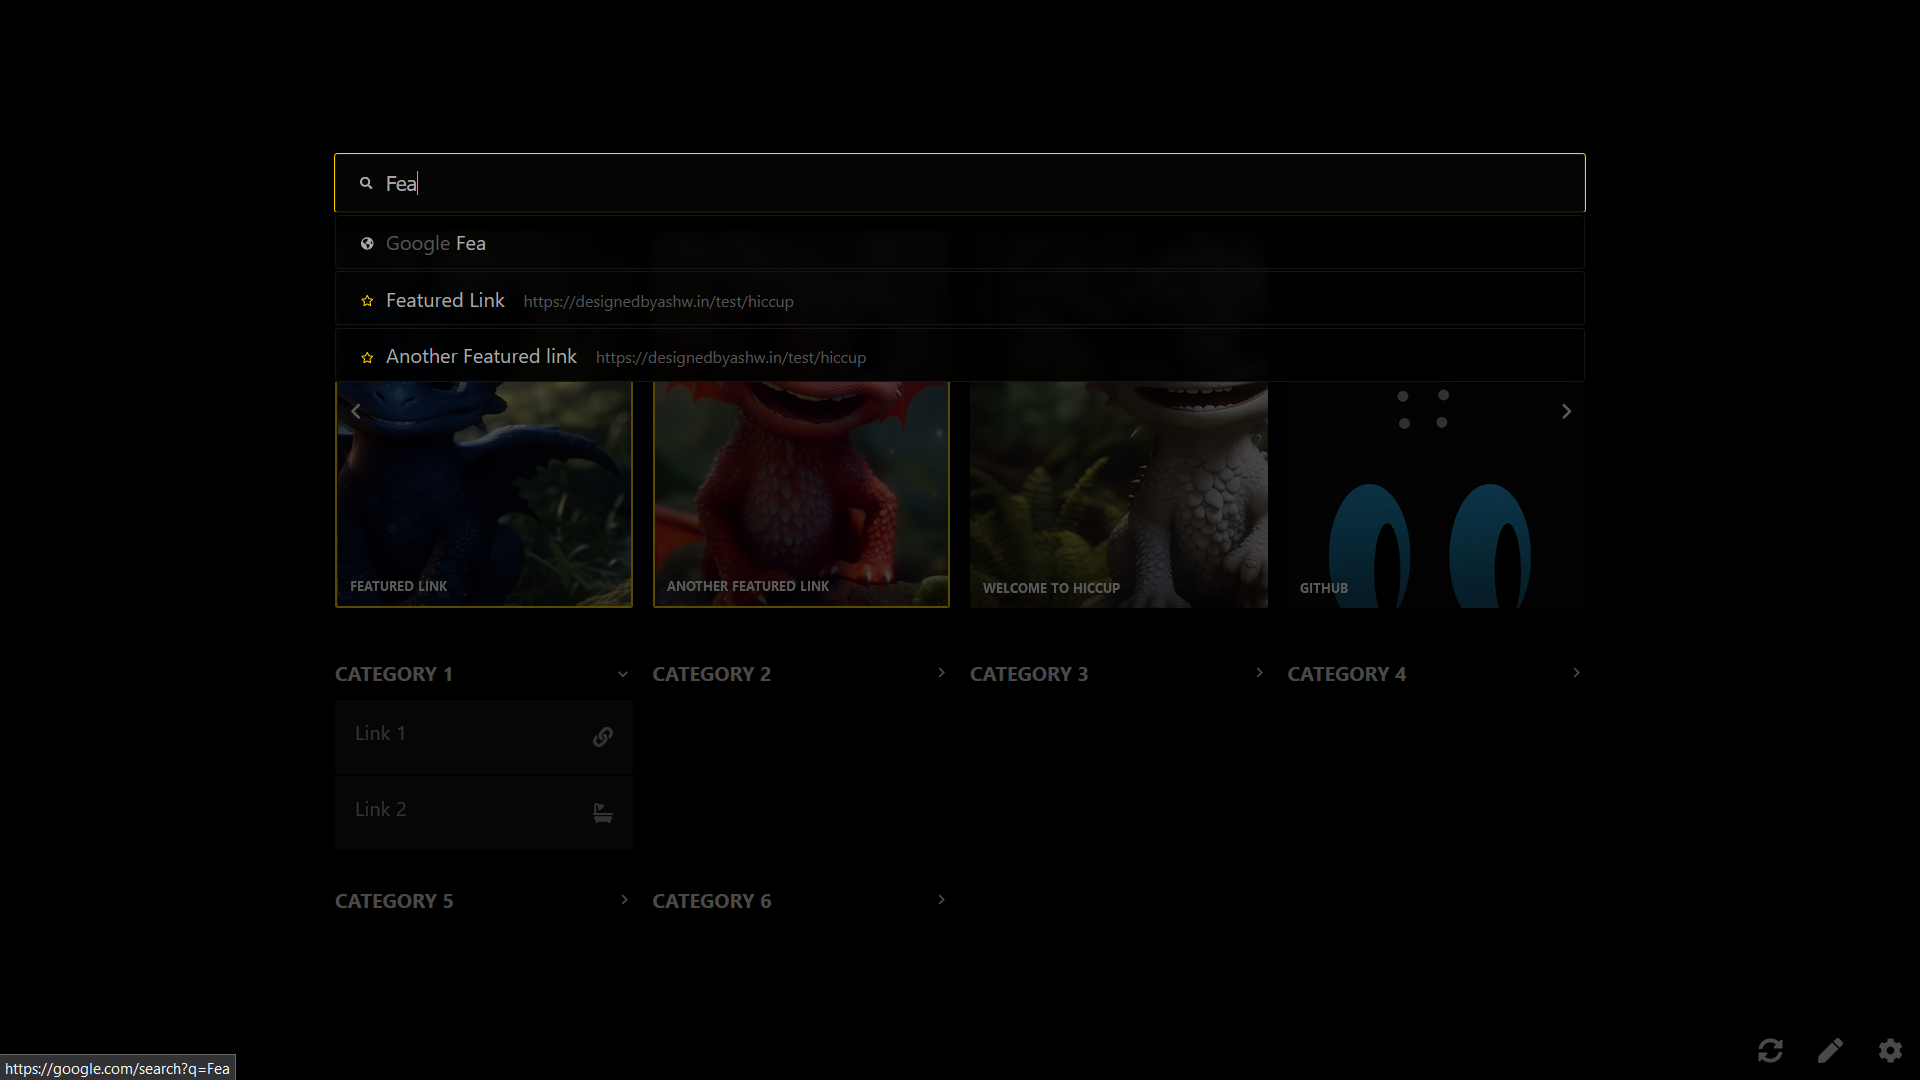 Fea
Google Fea
Featured Link https://designedbyashw.in/test/hiccup
Another Featured link https://designedbyashw.in/test/hiccup
FEATURED LINK
ANOTHER FEATURED LINK
WELCOME TO HICCUP
GITHUB
CATEGORY 1
CATEGORY 2
CATEGORY 3
CATEGORY 4
Link 1
Link 2
CATEGORY 5
CATEGORY 6
https://google.com/search?q=Fea